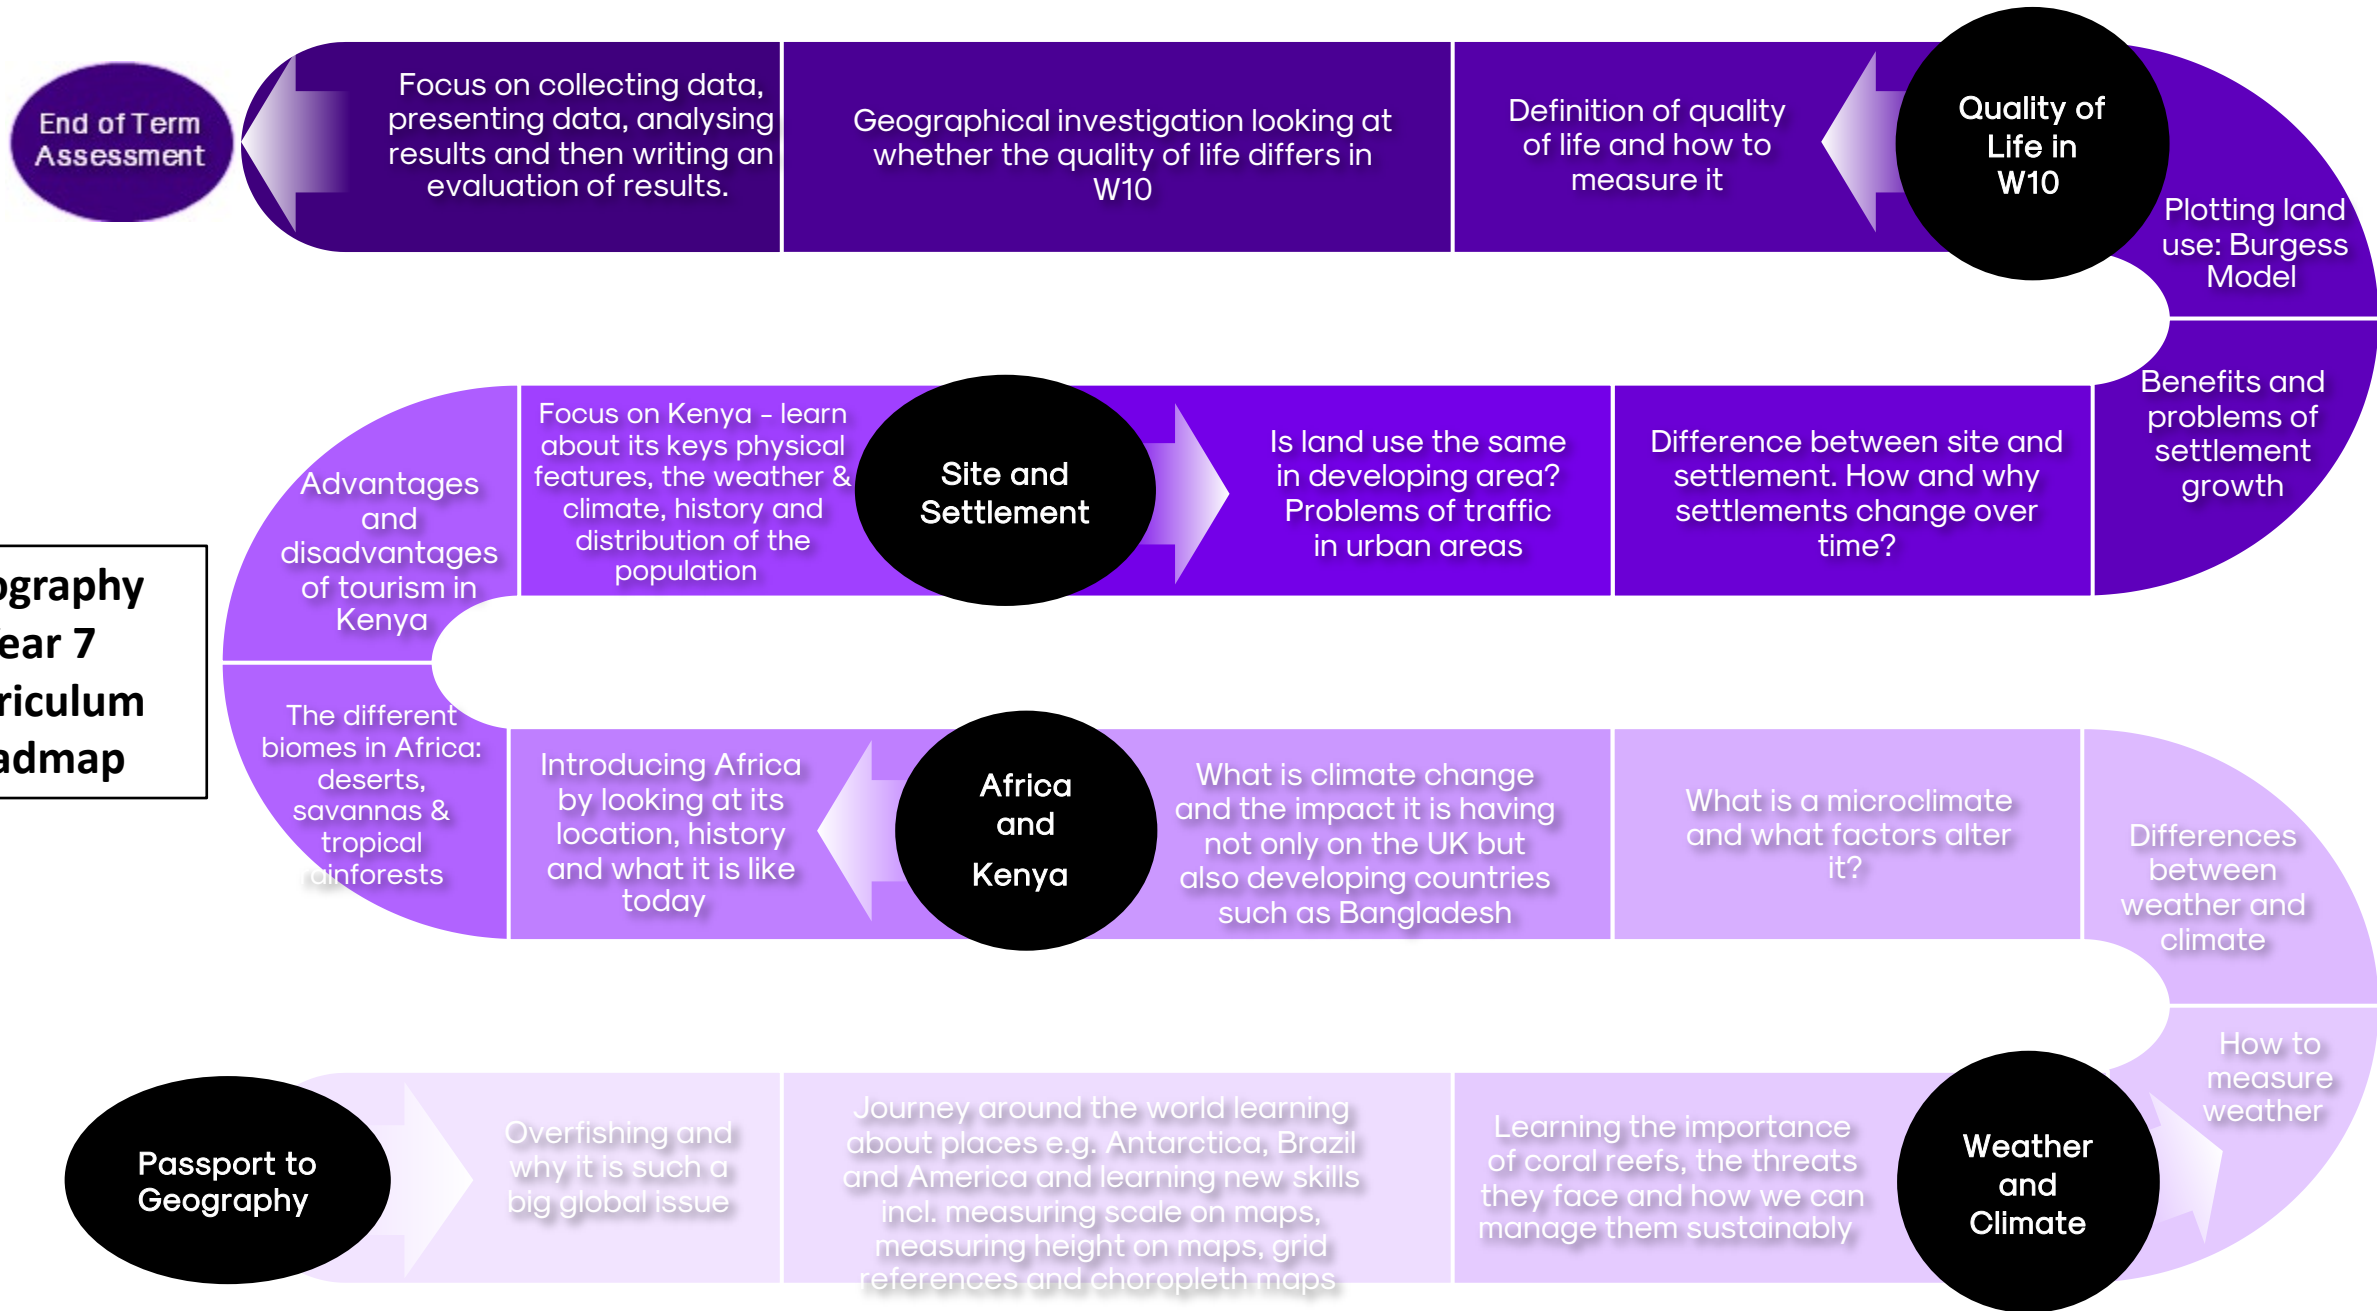 End of Term
Assessment
Focus on collecting data,
presenting data, analysing
results and then writing an
evaluation of results.
Geographical investigation looking at
whether the quality of life differs in
W10
Definition of quality
of life and how to
measure it
Quality of
Life in
W10
Plotting land
use: Burgess
Model
Advantages
and
disadvantages
of tourism in
Kenya
Focus on Kenya - learn
about its keys physical
features, the weather &
climate, history and
distribution of the
population
Site and
Settlement
Is land use the same
in developing area?
Problems of traffic
in urban areas
Difference between site and
settlement. How and why
settlements change over
time?
Benefits and
problems of
settlement
growth
ography
ear 7
riculum
admap
The different
biomes in Africa:
deserts,
savannas &
tropical
rainforests
Introducing Africa
by looking at its
location, history
and what it is like
today
Africa
and
Kenya
What is climate change
and the impact it is having
not only on the UK but
also developing countries
such as Bangladesh
What is a microclimate
and what factors alter
it?
Differences
between
weather and
climate
Passport to
Geography
Overfishing and
why it is such a
big global issue
Journey around the world learning
about places e.g. Antarctica, Brazil
and America and learning new skills
incl. measuring scale on maps,
measuring height on maps, grid
references and choropleth maps
Learning the importance
of coral reefs, the threats
they face and how we can
manage them sustainably
Weather
and
Climate
How to
measure
weather